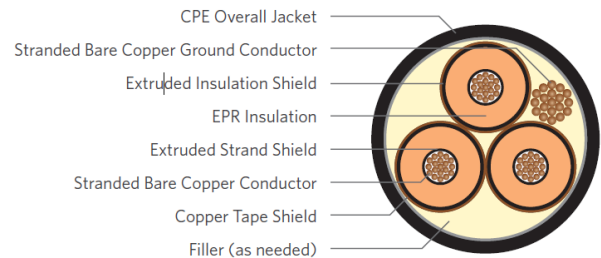 CPE Overall Jacket
Stranded Bare Copper Ground Conductor
Extruded Insulation Shield
EPR Insulation
Extruded Strand Shield
Stranded Bare Copper Conductor
Copper Tape Shield
Filler (as needed)